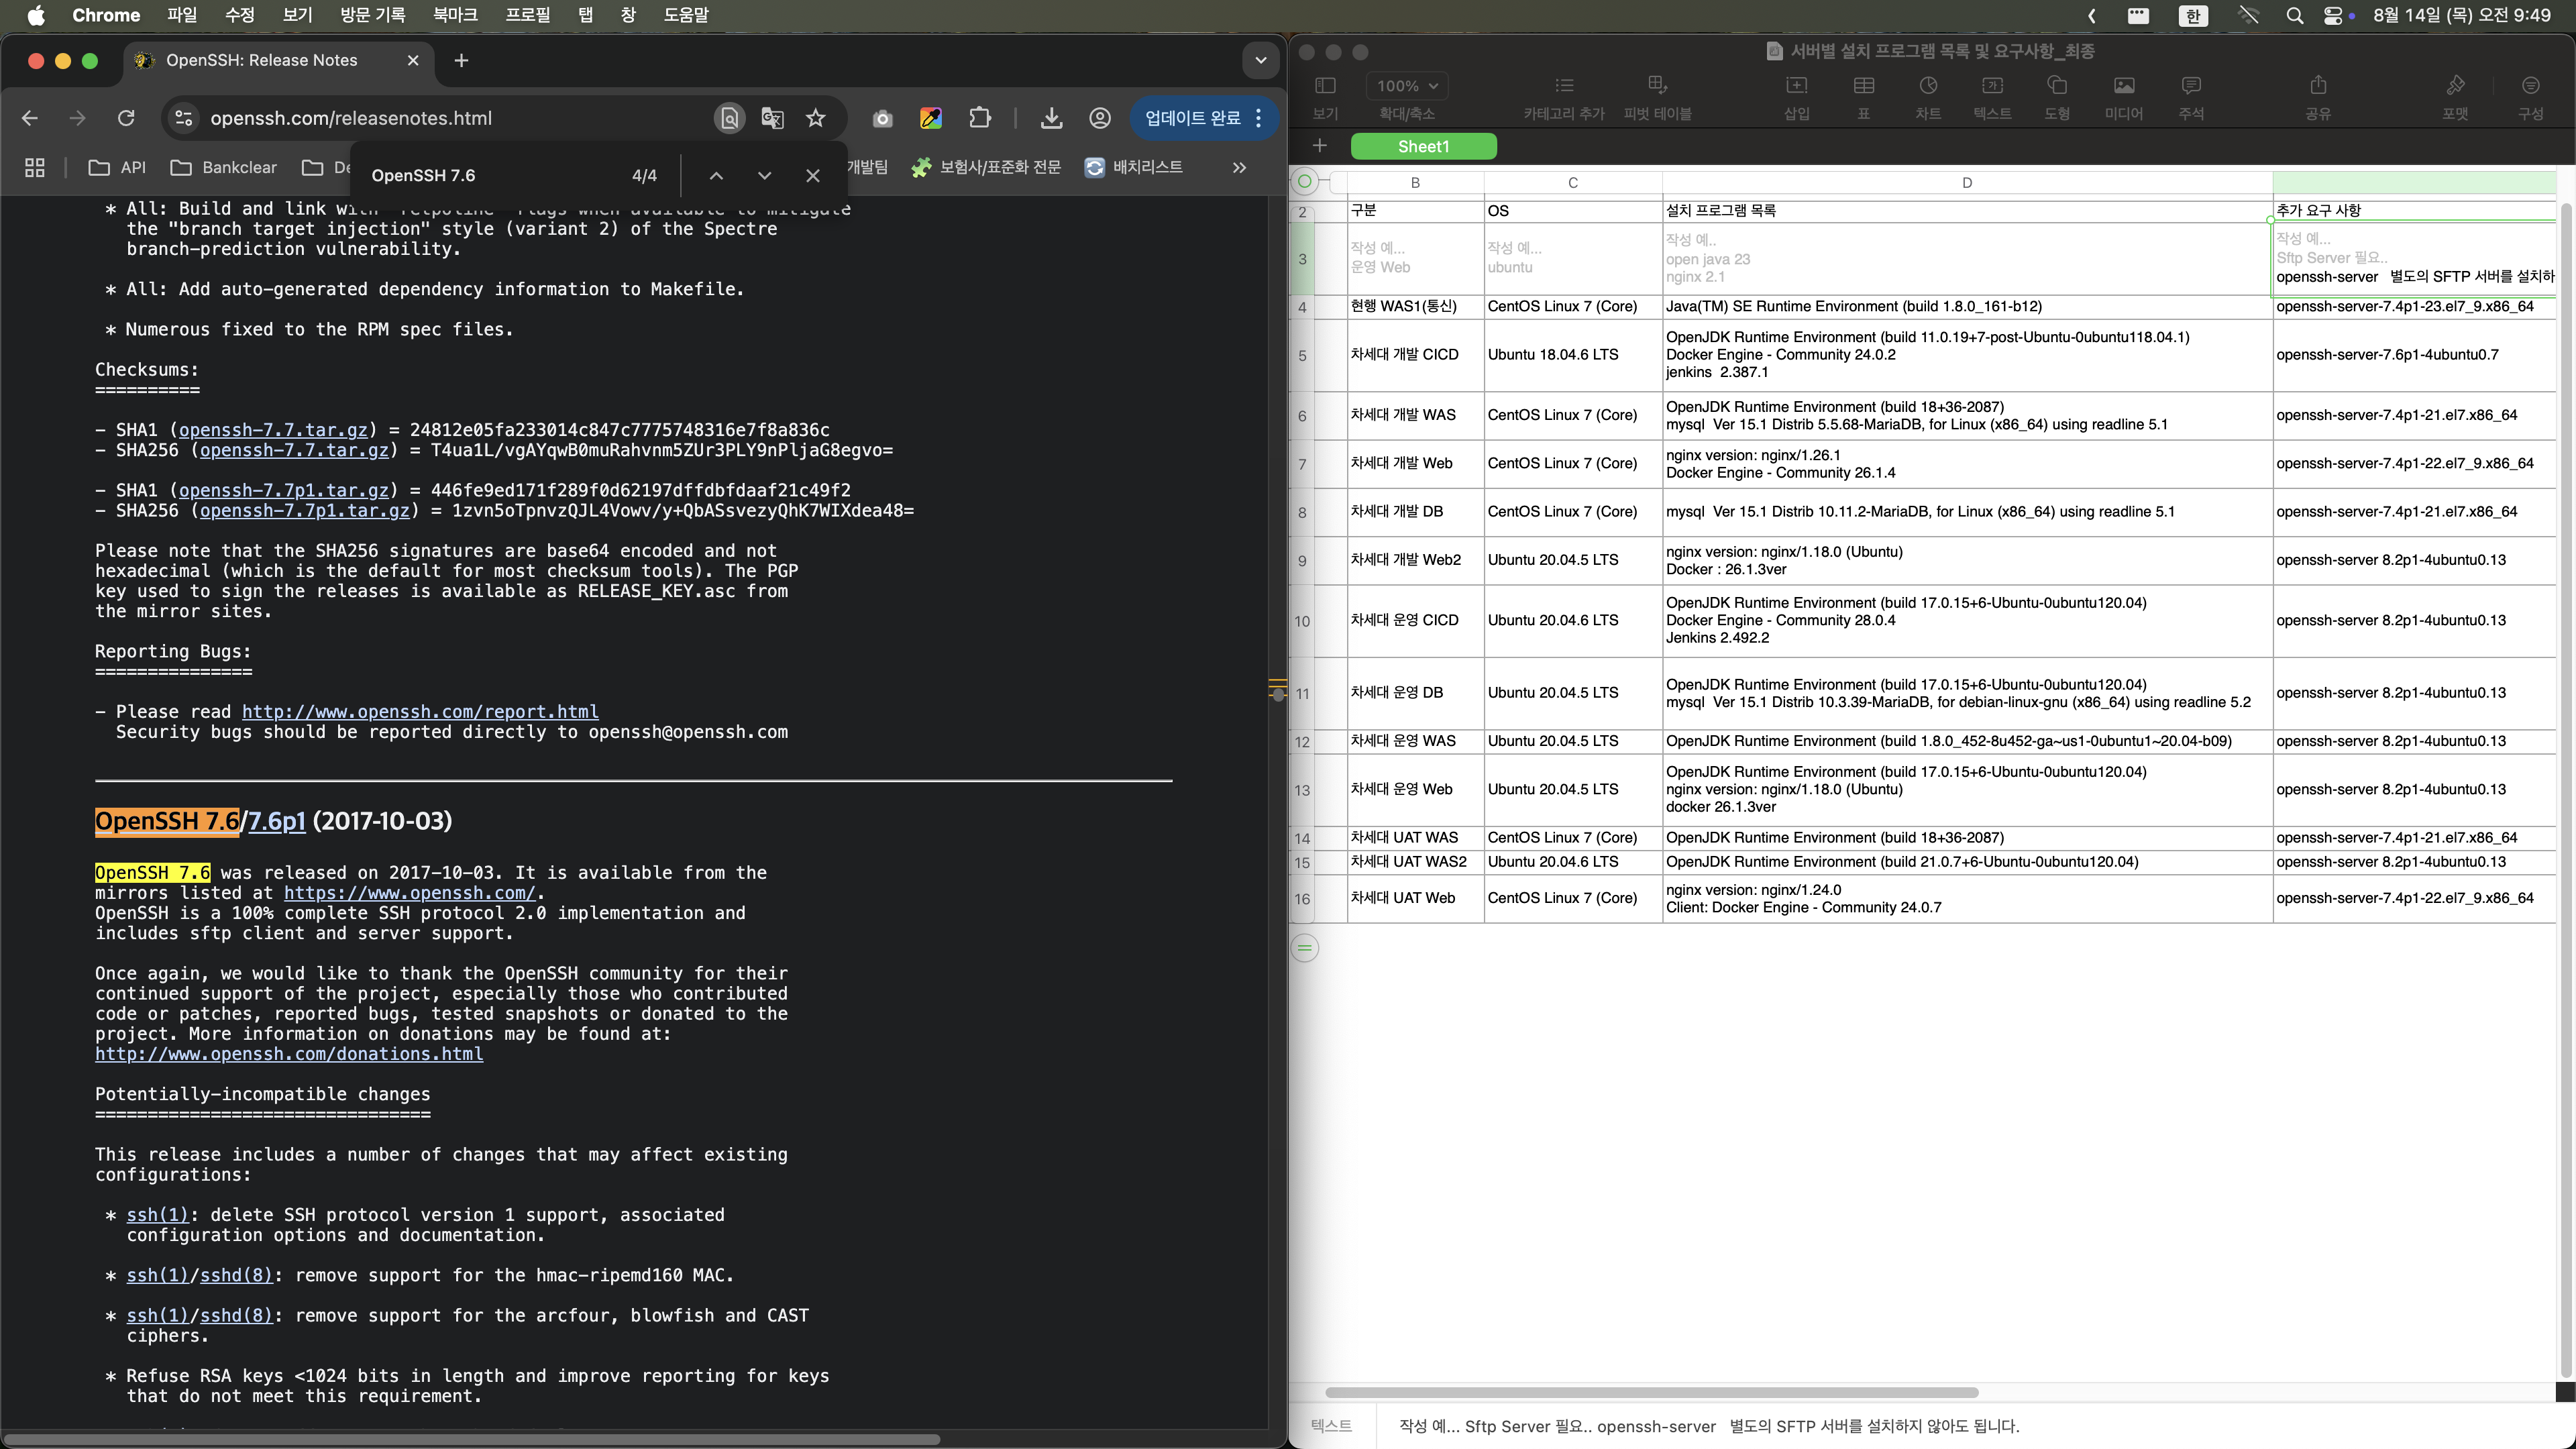 Chrome 파일 수정 보기 방문 기록 북마크 프로필 탭 창 도움말
한 8월 14일 (목) 오전 9:49
OpenSSH: Release Notes
openssh.com/releasenotes.html
업데이트 완료
API Bankclear De 개발팀 보험사/표준화 전문 배치리스트
OpenSSH 7.6 4/4
the "branch target injection" style (variant 2) of the Spectre
branch-prediction vulnerability.
* All: Add auto-generated dependency information to Makefile.
* Numerous fixed to the RPM spec files.
Checksums:
==========
- SHA1 (openssh-7.7.tar.gz) = 24812e05fa233014c847c7775748316e7f8a836c
- SHA256 (openssh-7.7.tar.gz) = T4ua1L/vgAYqwB0muRahvnm5ZUr3PLY9nPljaG8egvo=
- SHA1 (openssh-7.7p1.tar.gz) = 446fe9ed171f289f0d62197dffdbfdaaf21c49f2
- SHA256 (openssh-7.7p1.tar.gz) = 1zvn5oTpnvzQJL4Vowv/y+QbASsvezyQhK7WIXdea48=
Please note that the SHA256 signatures are base64 encoded and not
hexadecimal (which is the default for most checksum tools). The PGP
key used to sign the releases is available as RELEASE_KEY.asc from
the mirror sites.
Reporting Bugs:
===============
- Please read http://www.openssh.com/report.html
Security bugs should be reported directly to openssh@openssh.com
OpenSSH 7.6/7.6p1 (2017-10-03)
OpenSSH 7.6 was released on 2017-10-03. It is available from the
mirrors listed at https://www.openssh.com/.
OpenSSH is a 100% complete SSH protocol 2.0 implementation and
includes sftp client and server support.
Once again, we would like to thank the OpenSSH community for their
continued support of the project, especially those who contributed
code or patches, reported bugs, tested snapshots or donated to the
project. More information on donations may be found at:
http://www.openssh.com/donations.html
Potentially-incompatible changes
================================
This release includes a number of changes that may affect existing
configurations:
* ssh(1): delete SSH protocol version 1 support, associated
configuration options and documentation.
* ssh(1)/sshd(8): remove support for the hmac-ripemd160 MAC.
* ssh(1)/sshd(8): remove support for the arcfour, blowfish and CAST
ciphers.
* Refuse RSA keys <1024 bits in length and improve reporting for keys
that do not meet this requirement.
서버별 설치 프로그램 목록 및 요구사항_최종
100%
보기 확대/축소 카테고리 추가 피벗 테이블 삽입 표 차트 텍스트 도형 미디어 주석 공유 포맷 구성
Sheet1
B C D
2 구분 OS 설치 프로그램 목록 추가 요구 사항
3 작성 예...
운영 Web
작성 예...
ubuntu
작성 예..
open java 23
nginx 2.1
작성 예...
Sftp Server 필요..
openssh-server 별도의 SFTP 서버를 설치하
4 현행 WAS1(통신) CentOS Linux 7 (Core) Java(TM) SE Runtime Environment (build 1.8.0_161-b12) openssh-server-7.4p1-23.el7_9.x86_64
5 차세대 개발 CICD Ubuntu 18.04.6 LTS
OpenJDK Runtime Environment (build 11.0.19+7-post-Ubuntu-0ubuntu118.04.1)
Docker Engine - Community 24.0.2
jenkins 2.387.1
openssh-server-7.6p1-4ubuntu0.7
6 차세대 개발 WAS CentOS Linux 7 (Core)
OpenJDK Runtime Environment (build 18+36-2087)
mysql Ver 15.1 Distrib 5.5.68-MariaDB, for Linux (x86_64) using readline 5.1
openssh-server-7.4p1-21.el7.x86_64
7 차세대 개발 Web CentOS Linux 7 (Core)
nginx version: nginx/1.26.1
Docker Engine - Community 26.1.4
openssh-server-7.4p1-22.el7_9.x86_64
8 차세대 개발 DB CentOS Linux 7 (Core) mysql Ver 15.1 Distrib 10.11.2-MariaDB, for Linux (x86_64) using readline 5.1 openssh-server-7.4p1-21.el7.x86_64
9 차세대 개발 Web2 Ubuntu 20.04.5 LTS
nginx version: nginx/1.18.0 (Ubuntu)
Docker : 26.1.3ver
openssh-server 8.2p1-4ubuntu0.13
10 차세대 운영 CICD Ubuntu 20.04.6 LTS
OpenJDK Runtime Environment (build 17.0.15+6-Ubuntu-0ubuntu120.04)
Docker Engine - Community 28.0.4
Jenkins 2.492.2
openssh-server 8.2p1-4ubuntu0.13
11 차세대 운영 DB Ubuntu 20.04.5 LTS
OpenJDK Runtime Environment (build 17.0.15+6-Ubuntu-0ubuntu120.04)
mysql Ver 15.1 Distrib 10.3.39-MariaDB, for debian-linux-gnu (x86_64) using readline 5.2
openssh-server 8.2p1-4ubuntu0.13
12 차세대 운영 WAS Ubuntu 20.04.5 LTS OpenJDK Runtime Environment (build 1.8.0_452-8u452-ga~us1-0ubuntu1~20.04-b09) openssh-server 8.2p1-4ubuntu0.13
13 차세대 운영 Web Ubuntu 20.04.5 LTS
OpenJDK Runtime Environment (build 17.0.15+6-Ubuntu-0ubuntu120.04)
nginx version: nginx/1.18.0 (Ubuntu)
docker 26.1.3ver
openssh-server 8.2p1-4ubuntu0.13
14 차세대 UAT WAS CentOS Linux 7 (Core) OpenJDK Runtime Environment (build 18+36-2087) openssh-server-7.4p1-21.el7.x86_64
15 차세대 UAT WAS2 Ubuntu 20.04.6 LTS OpenJDK Runtime Environment (build 21.0.7+6-Ubuntu-0ubuntu120.04) openssh-server 8.2p1-4ubuntu0.13
16 차세대 UAT Web CentOS Linux 7 (Core)
nginx version: nginx/1.24.0
Client: Docker Engine - Community 24.0.7
openssh-server-7.4p1-22.el7_9.x86_64
텍스트 작성 예... Sftp Server 필요.. openssh-server 별도의 SFTP 서버를 설치하지 않아도 됩니다.